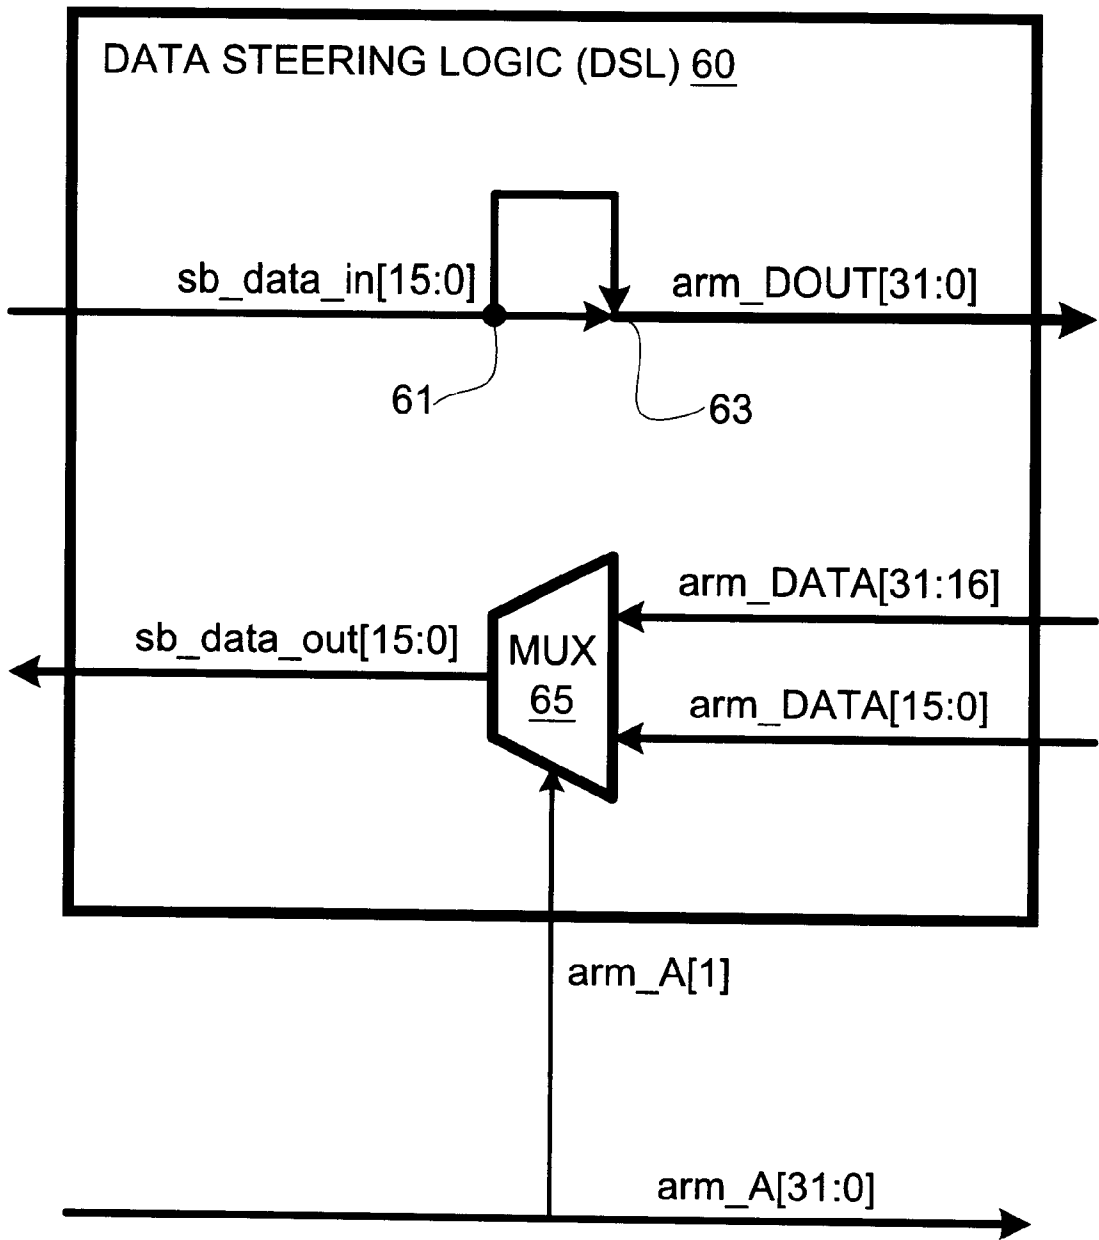 DATA STEERING LOGIC (DSL) 60
sb_data_in[15:0]
arm_DOUT[31:0]
61
63
arm_DATA[31:16]
sb_data_out[15:0]
MUX
65
arm_DATA[15:0]
arm_A[1]
arm_A[31:0]